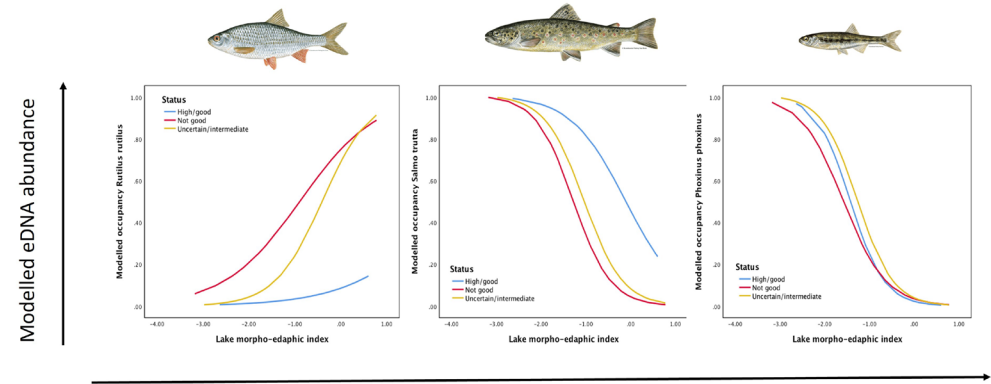 Modelled eDNA abundance
Modelled occupancy Rutilus rutilus
Status
High/good
Not good
Uncertain/intermediate
1.00
.80
.60
.40
.20
.00
-4.00 -3.00 -2.00 -1.00 .00 1.00
Lake morpho-edaphic index
Modelled occupancy Salmo trutta
1.00
.80
.60
.40
.20
.00
Status
High/good
Not good
Uncertain/intermediate
-4.00 -3.00 -2.00 -1.00 .00 1.00
Lake morpho-edaphic index
Modelled occupancy Phoxinus phoxinus
1.00
.80
.60
.40
.20
.00
Status
High/good
Not good
Uncertain/intermediate
-4.00 -3.00 -2.00 -1.00 .00 1.00
Lake morpho-edaphic index